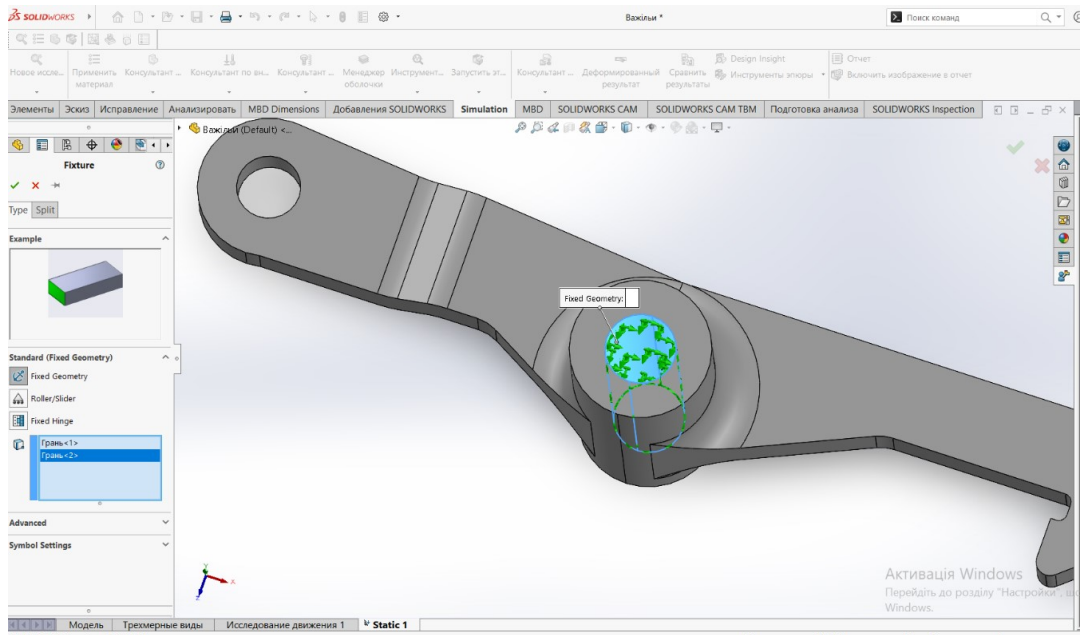 SOLIDWORKS
Важільи *
Поиск команд
Новое иссле...
Применить материал
Консультант ...
Консультант по вн...
Консультант ...
Менеджер оболочки
Инструмент...
Запустить эт...
Консультант ...
Деформированный результат
Сравнить результаты
Design Insight
Инструменты эпюры
Отчет
Включить изображение в отчет
Элементы Эскиз Исправление Анализировать MBD Dimensions Добавления SOLIDWORKS Simulation MBD SOLIDWORKS CAM SOLIDWORKS CAM TBM Подготовка анализа SOLIDWORKS Inspection
Важільи (Default) <...
Fixture
Type Split
Example
Fixed Geometry:
Standard (Fixed Geometry)
Fixed Geometry
Roller/Slider
Fixed Hinge
Грань<1>
Грань<2>
Advanced
Symbol Settings
Y
X
Z
Активація Windows
Перейдіть до розділу "Настройки", що
Windows.
Модель Трехмерные виды Исследование движения 1 Static 1